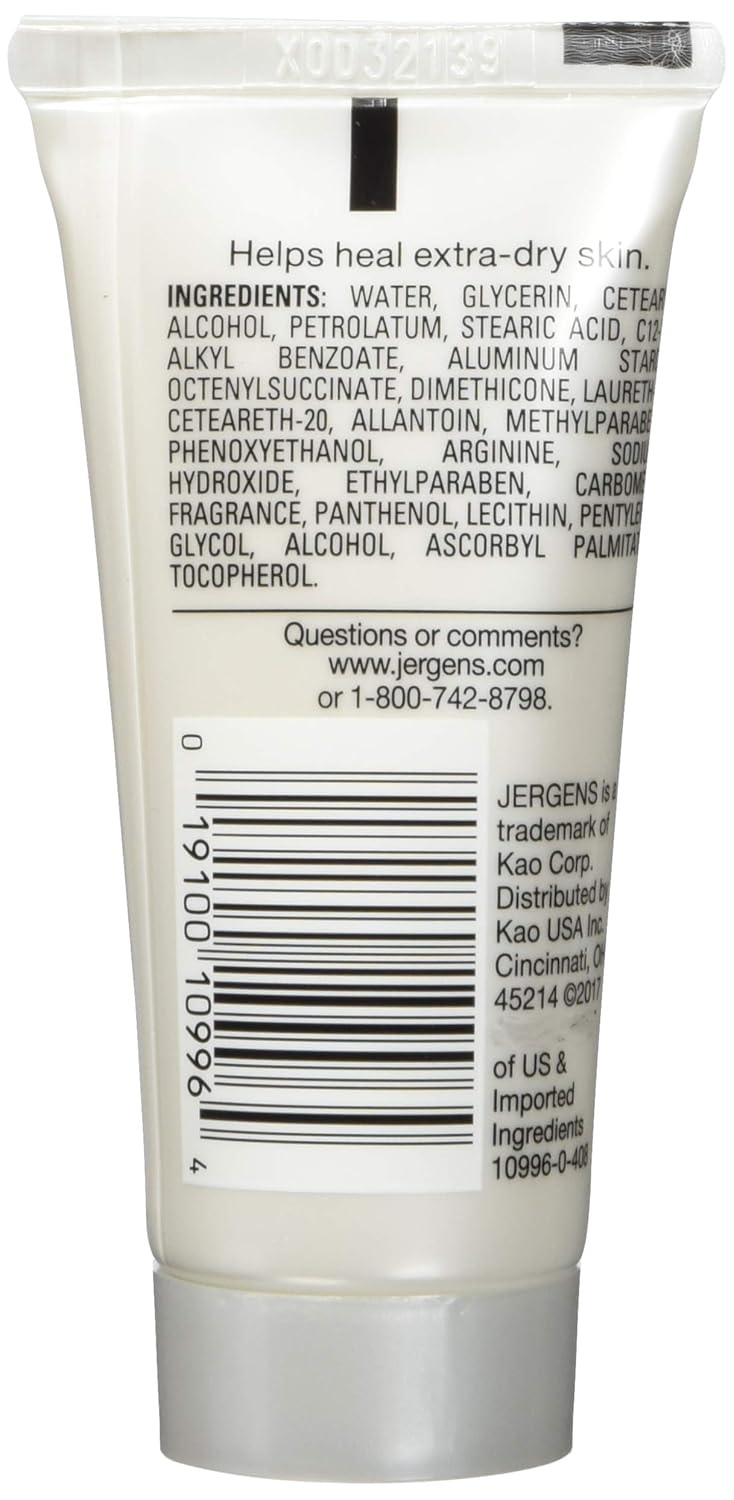 X0D32139
Helps heal extra-dry skin.
INGREDIENTS: WATER, GLYCERIN, CETEAR
ALCOHOL, PETROLATUM, STEARIC ACID, C12-
ALKYL BENZOATE, ALUMINUM STAR
OCTENYLSUCCINATE, DIMETHICONE, LAURETH-
CETEARETH-20, ALLANTOIN, METHYLPARABE
PHENOXYETHANOL, ARGININE, SODIU
HYDROXIDE, ETHYLPARABEN, CARBOME
FRAGRANCE, PANTHENOL, LECITHIN, PENTYLE
GLYCOL, ALCOHOL, ASCORBYL PALMITAT
TOCOPHEROL.
Questions or comments?
www.jergens.com
or 1-800-742-8798.
0 19100 10996 4
JERGENS is a
trademark of
Kao Corp.
Distributed by
Kao USA Inc.
Cincinnati, OH
45214 ©2017
of US &
Imported
Ingredients
10996-0-408